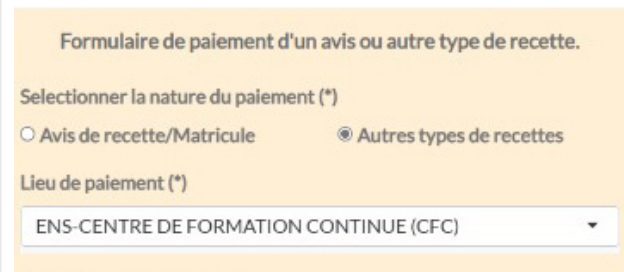 Formulaire de paiement d'un avis ou autre type de recette.
Selectionner la nature du paiement (*)
Avis de recette/Matricule Autres types de recettes
Lieu de paiement (*)
ENS-CENTRE DE FORMATION CONTINUE (CFC)